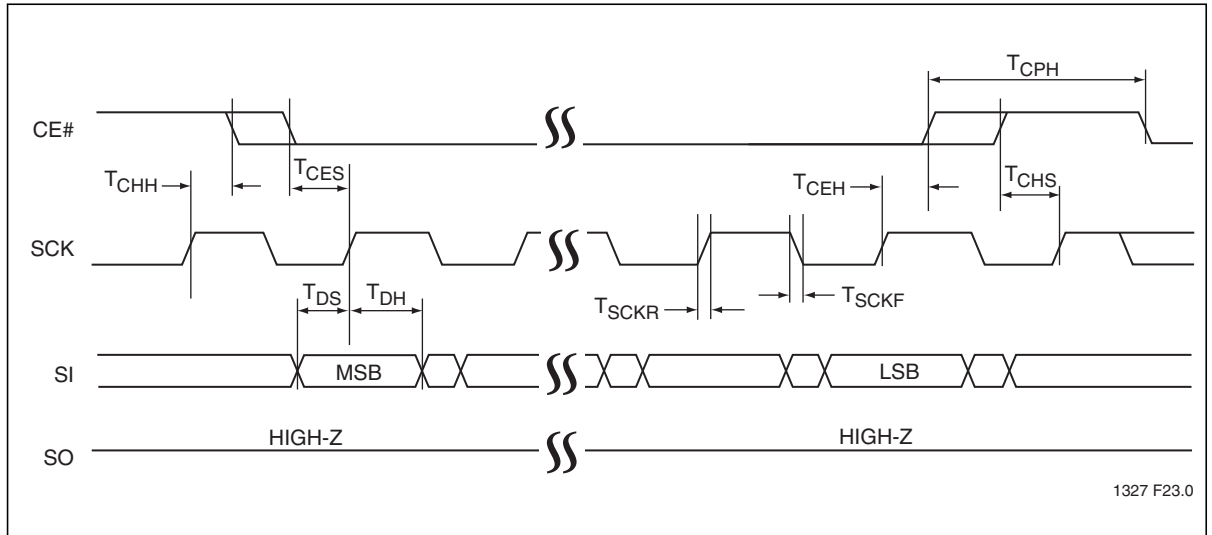 TCPH
CE#
TCHH
TCES
TCEH
TCHS
SCK
TDS
TDH
TSCKR
TSCKF
SI
MSB
LSB
HIGH-Z
HIGH-Z
SO
1327 F23.0